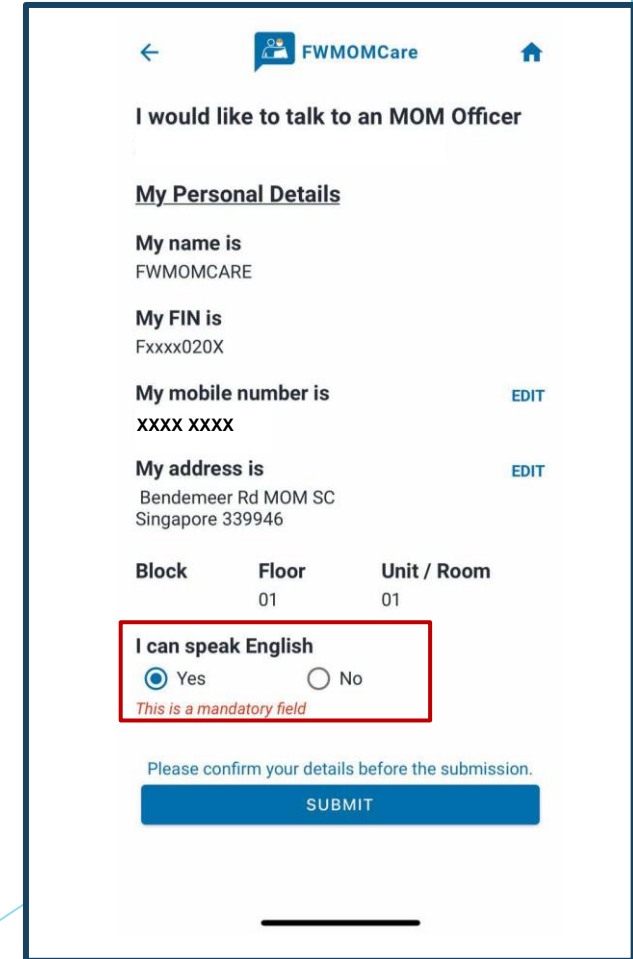 FWMOMCare
I would like to talk to an MOM Officer
My Personal Details
My name is
FWMOMCARE
My FIN is
Fxxxx020X
My mobile number is EDIT
XXXX XXXX
My address is EDIT
Bendemeer Rd MOM SC
Singapore 339946
Block Floor Unit / Room
01 01
I can speak English
Yes No
This is a mandatory field
Please confirm your details before the submission.
SUBMIT